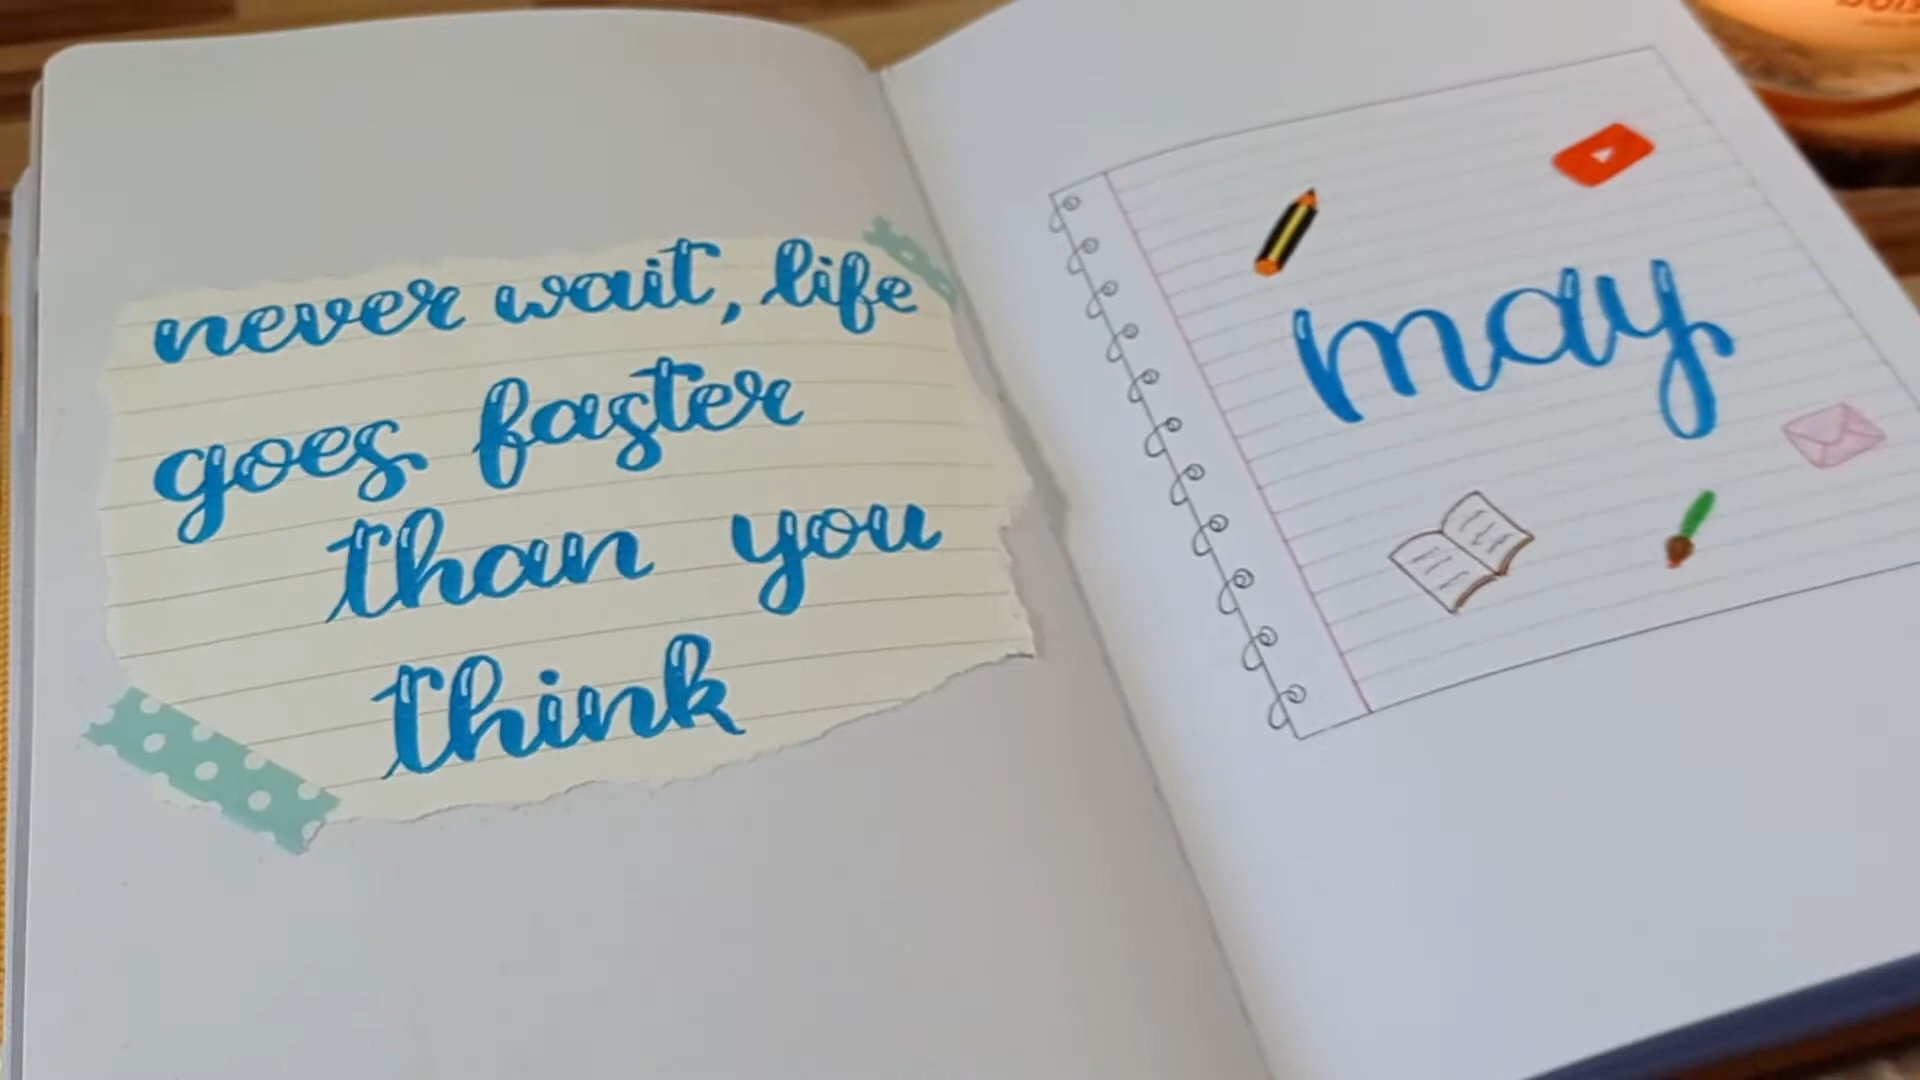 never wait, life
goes faster
than you
think
may